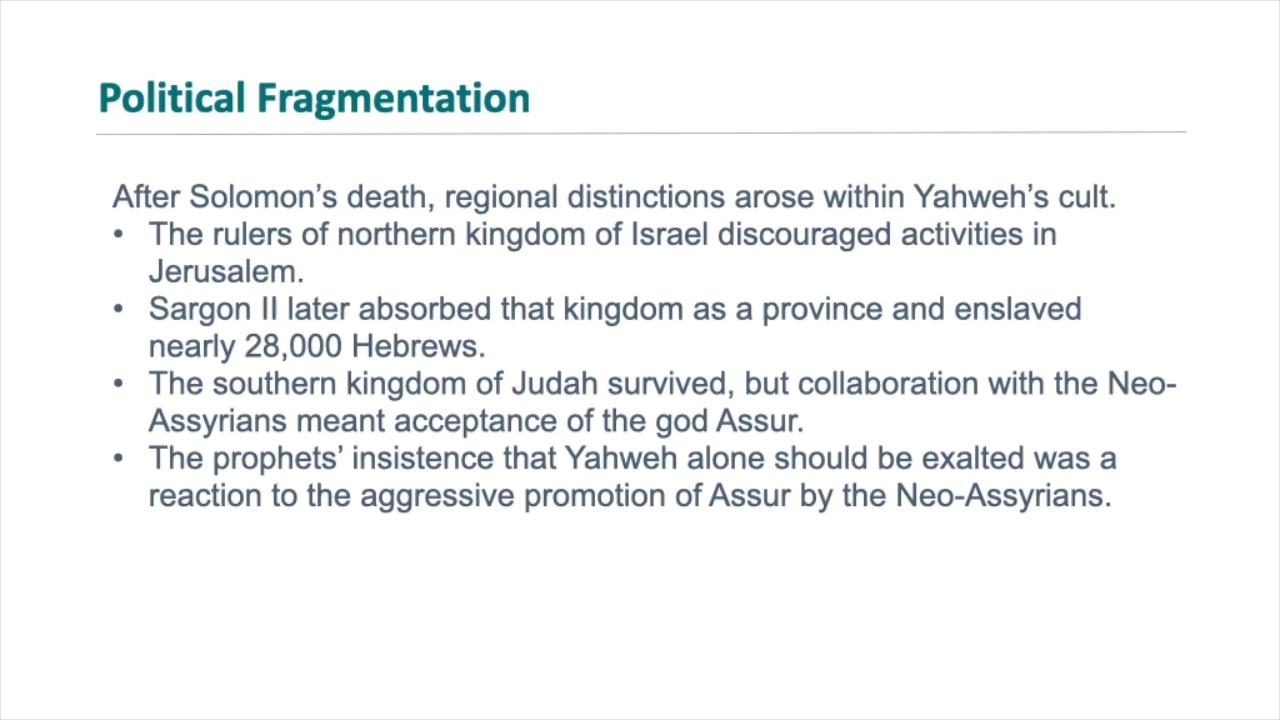 Political Fragmentation
After Solomon’s death, regional distinctions arose within Yahweh’s cult.
• The rulers of northern kingdom of Israel discouraged activities in
Jerusalem.
• Sargon II later absorbed that kingdom as a province and enslaved
nearly 28,000 Hebrews.
• The southern kingdom of Judah survived, but collaboration with the Neo-
Assyrians meant acceptance of the god Assur.
• The prophets’ insistence that Yahweh alone should be exalted was a
reaction to the aggressive promotion of Assur by the Neo-Assyrians.